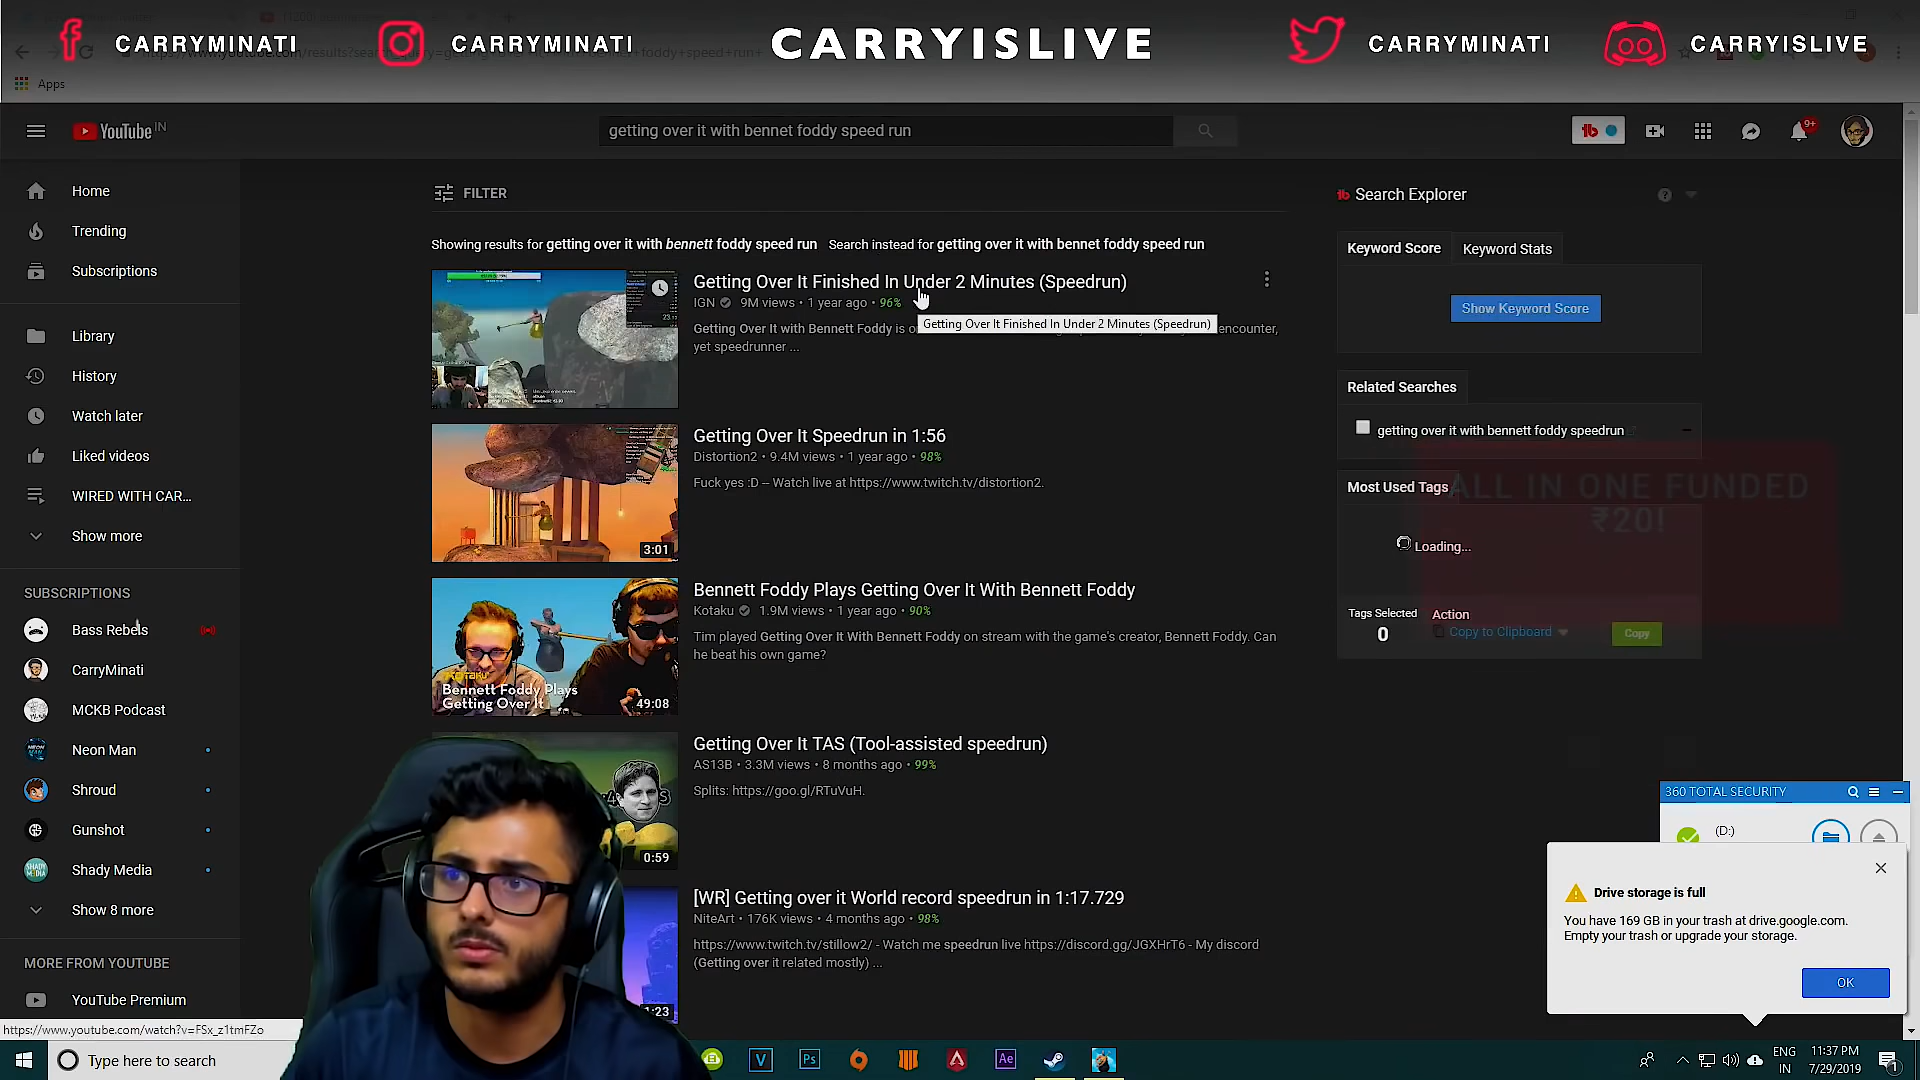 CARRYMINATI
CARRYMINATI
CARRYISLIVE
CARRYMINATI
CARRYISLIVE
Apps
YouTube IN
getting over it with bennet foddy speed run
9+
Home
Trending
Subscriptions
Library
History
Watch later
Liked videos
WIRED WITH CAR...
Show more
SUBSCRIPTIONS
Bass Rebels
CarryMinati
MCKB Podcast
Neon Man
Shroud
Gunshot
Shady Media
Show 8 more
MORE FROM YOUTUBE
YouTube Premium
https://www.youtube.com/watch?v=FSx_z1tmFZo
FILTER
Showing results for getting over it with bennett foddy speed run Search instead for getting over it with bennet foddy speed run
Getting Over It Finished In Under 2 Minutes (Speedrun)
IGN 9M views • 1 year ago • 96%
Getting Over It Finished In Under 2 Minutes (Speedrun)
Getting Over It with Bennett Foddy is encounter,
yet speedrunner ...
Getting Over It Speedrun in 1:56
Distortion2 • 9.4M views • 1 year ago • 98%
Fuck yes :D -- Watch live at https://www.twitch.tv/distortion2.
3:01
Bennett Foddy Plays Getting Over It With Bennett Foddy
Kotaku 1.9M views • 1 year ago • 90%
Tim played Getting Over It With Bennett Foddy on stream with the game's creator, Bennett Foddy. Can
he beat his own game?
KOTAKU
Bennett Foddy Plays
Getting Over It
49:08
Getting Over It TAS (Tool-assisted speedrun)
AS13B • 3.3M views • 8 months ago • 99%
Splits: https://goo.gl/RTuVuH.
0:59
[WR] Getting over it World record speedrun in 1:17.729
NiteArt • 176K views • 4 months ago • 98%
https://www.twitch.tv/stillow2/ - Watch me speedrun live https://discord.gg/JGXHrT6 - My discord
(Getting over it related mostly) ...
1:23
Search Explorer
Keyword Score
Keyword Stats
Show Keyword Score
Related Searches
getting over it with bennett foddy speedrun
Most Used Tags
ALL IN ONE FUNDED
₹20!
Loading...
Tags Selected
0
Action
Copy to Clipboard
Copy
360 TOTAL SECURITY
(D:)
Drive storage is full
You have 169 GB in your trash at drive.google.com.
Empty your trash or upgrade your storage.
OK
Type here to search
V
Ps
Ae
ENG
IN
11:37 PM
7/29/2019
1